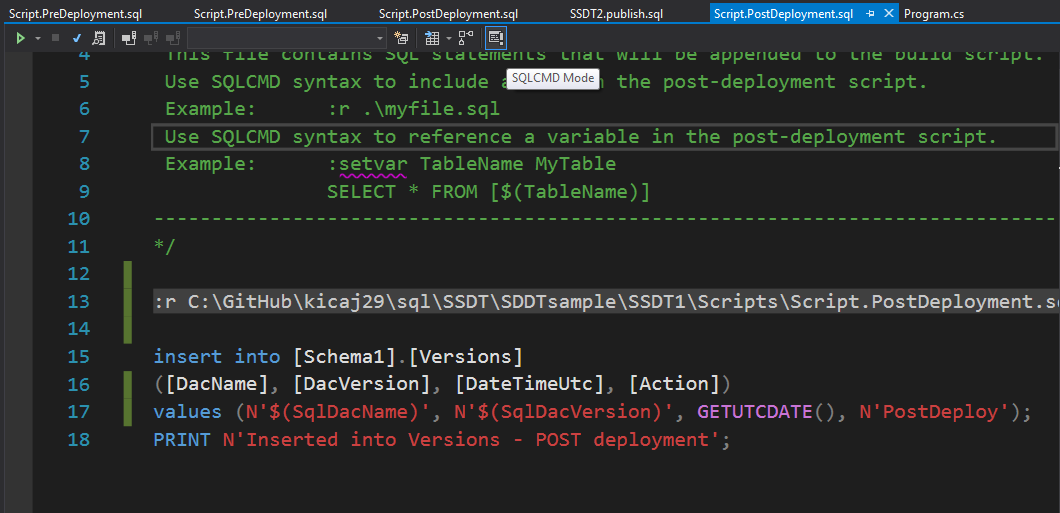 Script.PreDeployment.sql Script.PreDeployment.sql Script.PostDeployment.sql SSDT2.publish.sql Script.PostDeployment.sql Program.cs
SQLCMD Mode
4 This file contains SQL statements that will be appended to the build script.
5 Use SQLCMD syntax to include a the post-deployment script.
6 Example: :r .\myfile.sql
7 Use SQLCMD syntax to reference a variable in the post-deployment script.
8 Example: :setvar TableName MyTable
9 SELECT * FROM [$(TableName)]
10 --------------------------------------------------------------------------------------
11 */
12
13 :r C:\GitHub\kicaj29\sql\SSDT\SDDTsample\SSDT1\Scripts\Script.PostDeployment.s
14
15 insert into [Schema1].[Versions]
16 ([DacName], [DacVersion], [DateTimeUtc], [Action])
17 values (N'$(SqlDacName)', N'$(SqlDacVersion)', GETUTCDATE(), N'PostDeploy');
18 PRINT N'Inserted into Versions - POST deployment';